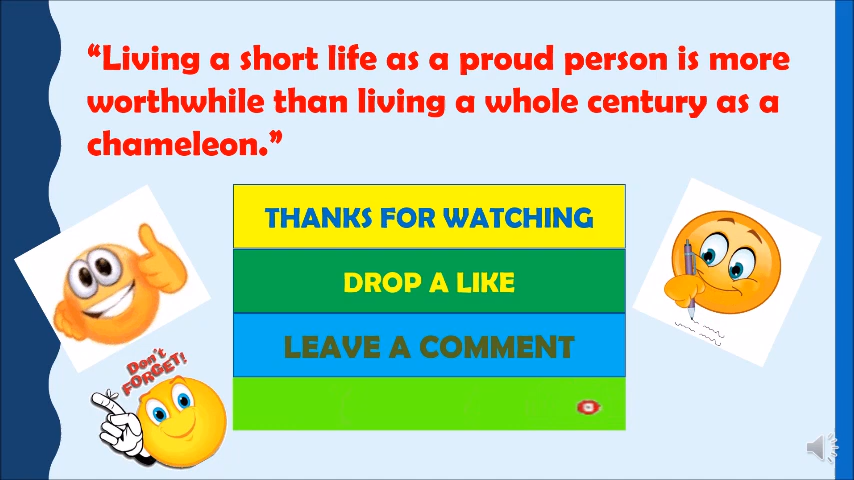 “Living a short life as a proud person is more
worthwhile than living a whole century as a
chameleon.”
THANKS FOR WATCHING
DROP A LIKE
LEAVE A COMMENT
Don't
FORGET!